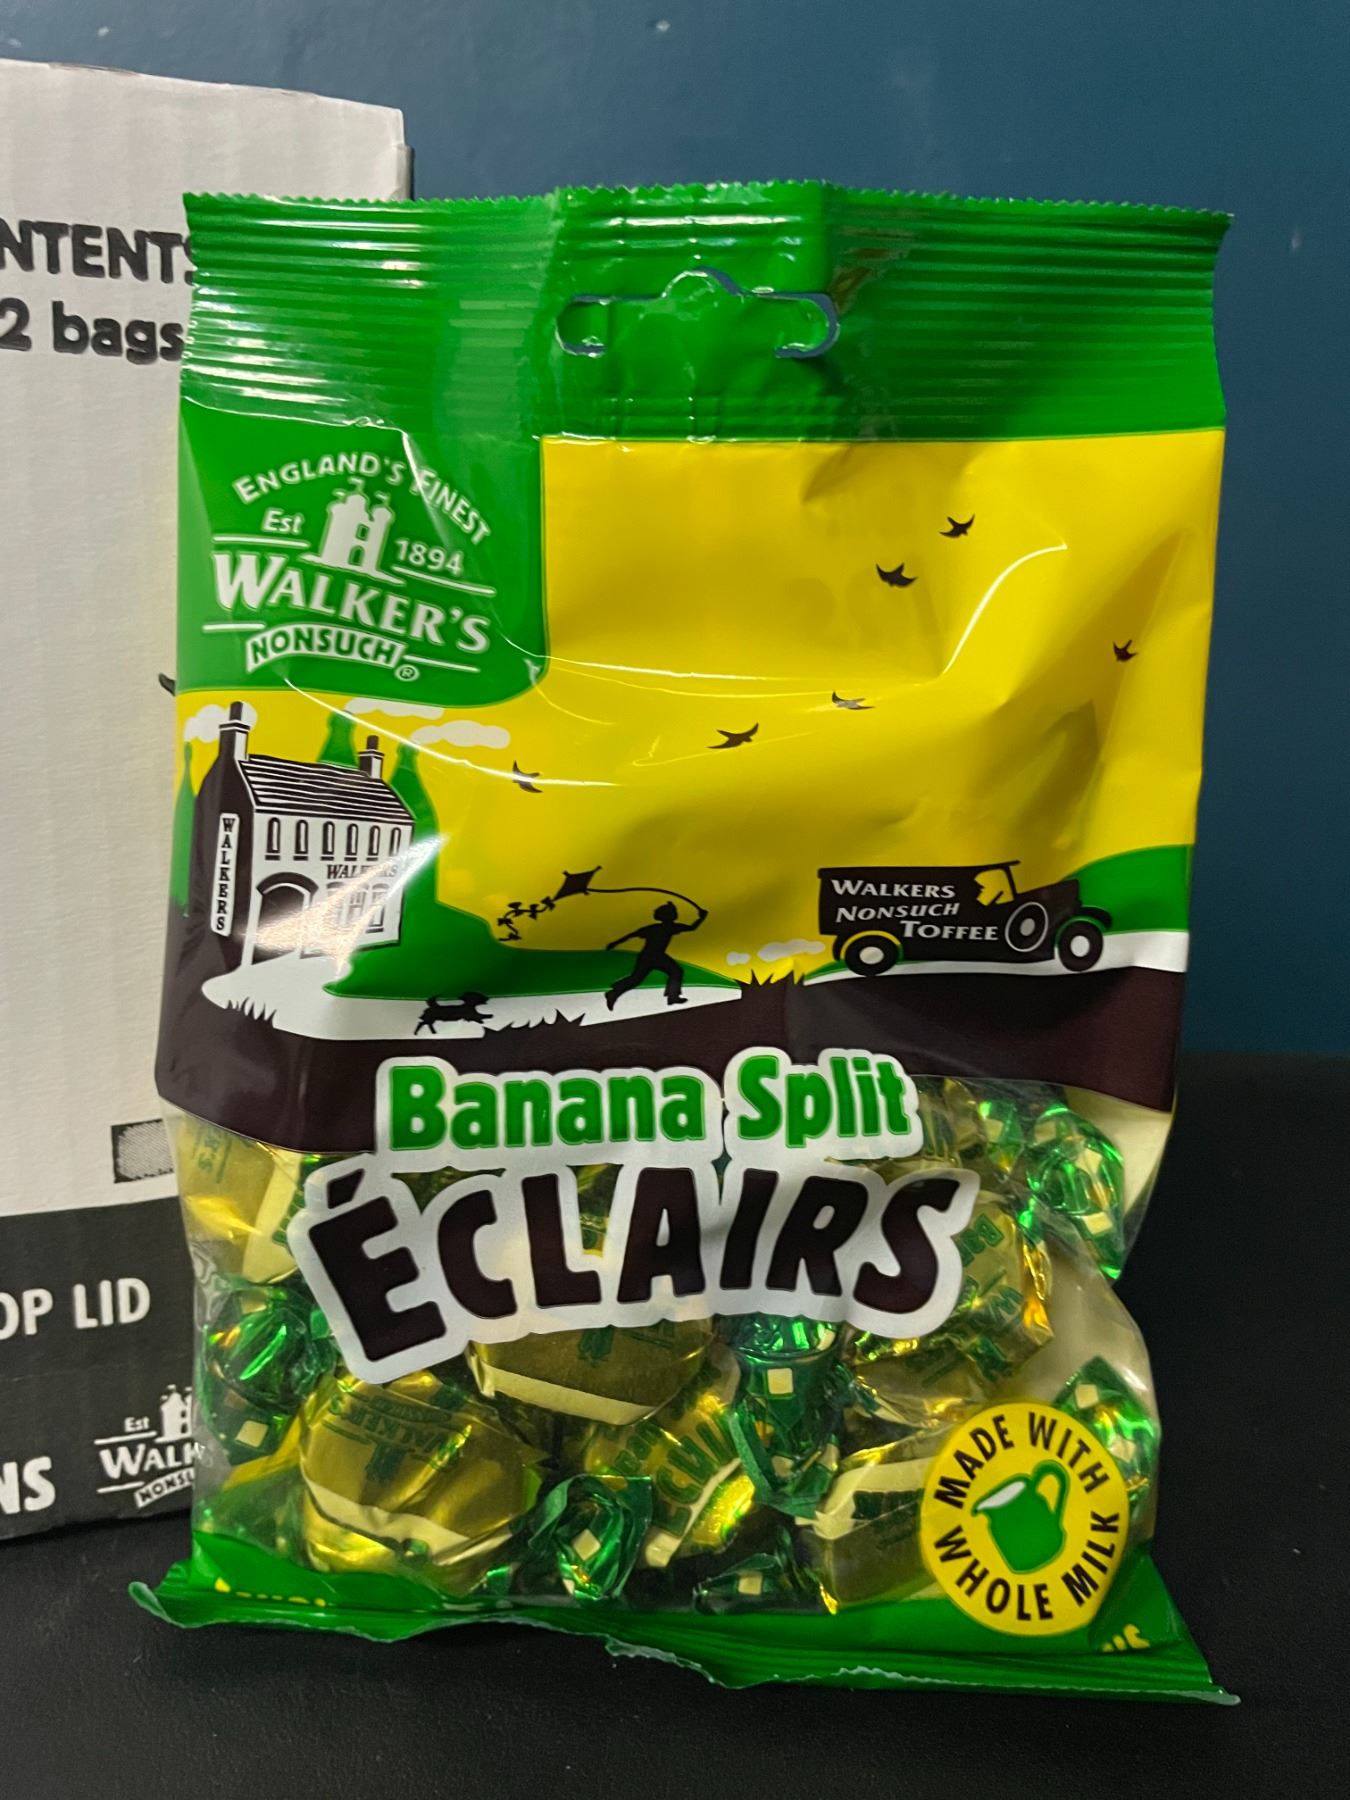 NTENTS
2 bags
OP LID
NS
Est
WALK
NONSU
ENGLAND'S FINEST
Est 1894
WALKER'S
NONSUCH
®
WALKERS
WALKERS
WALKERS
NONSUCH
TOFFEE
Banana Split
ÉCLAIRS
MADE WITH
WHOLE MILK